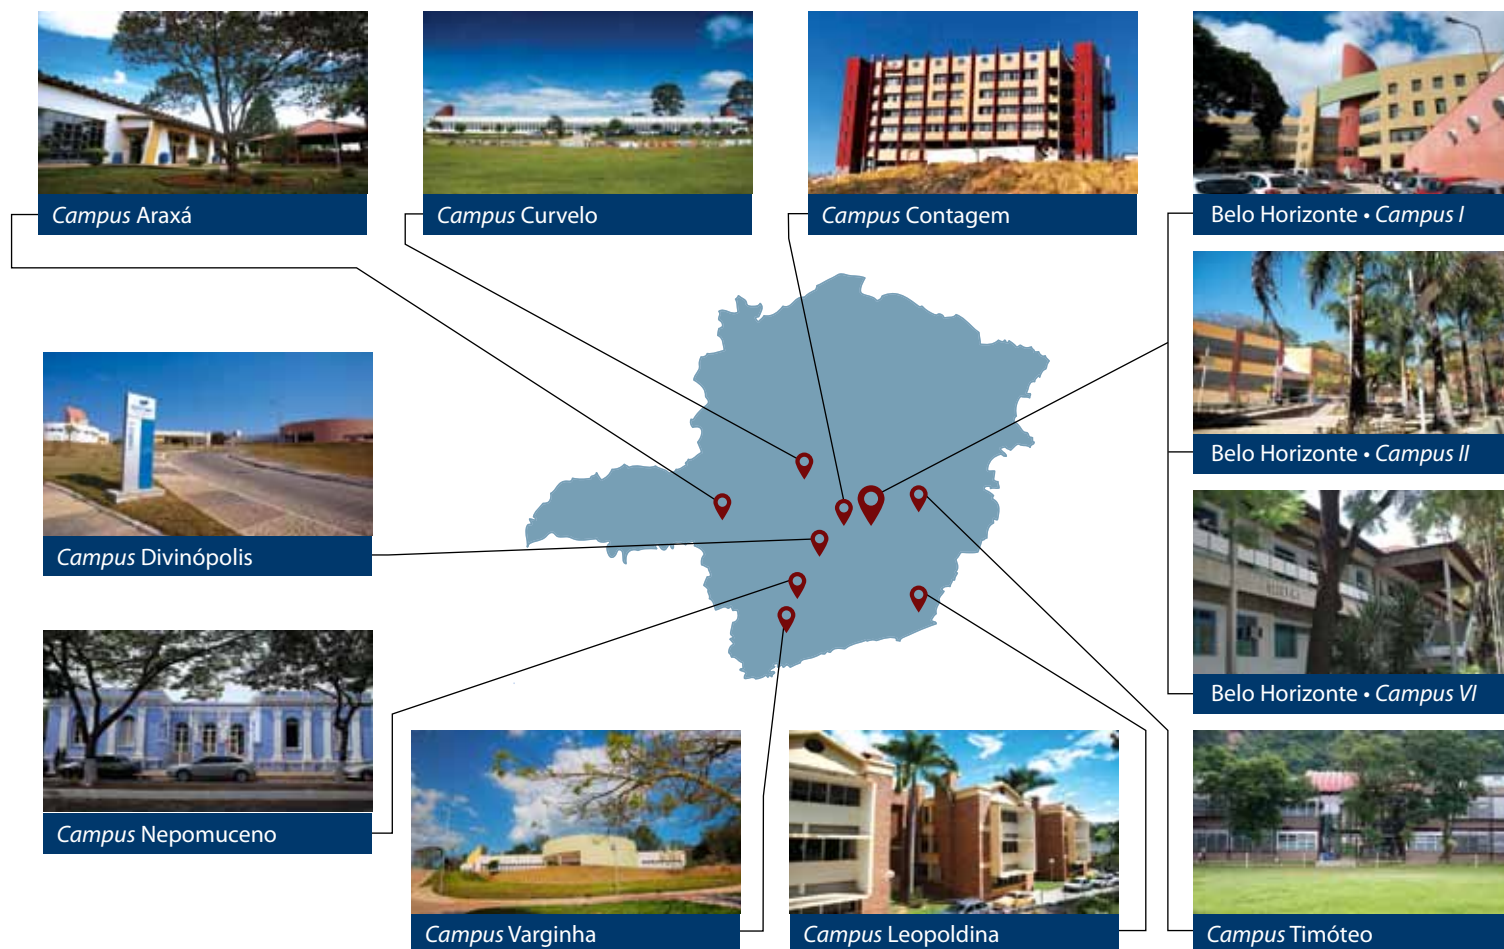 Campus Araxá
Campus Curvelo
Campus Contagem
Belo Horizonte • Campus I
Belo Horizonte • Campus II
Campus Divinópolis
Belo Horizonte • Campus VI
Campus Nepomuceno
Campus Varginha
Campus Leopoldina
Campus Timóteo